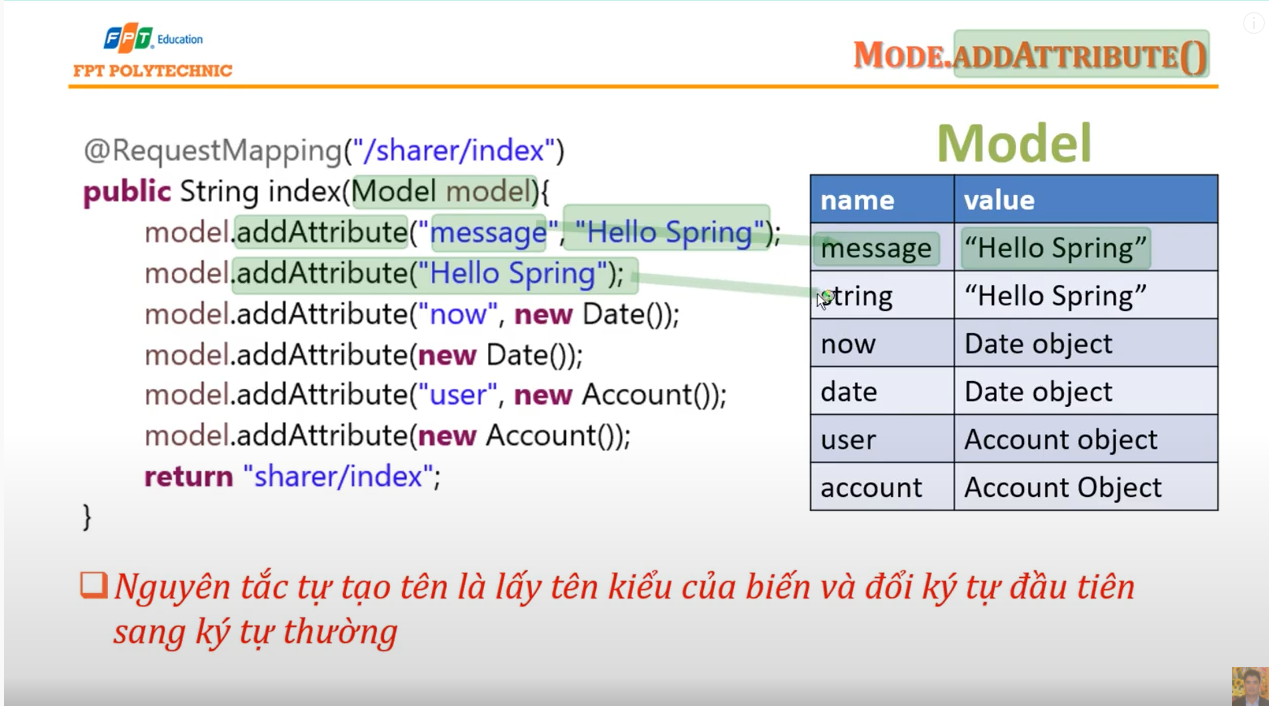 FPT Education
FPT POLYTECHNIC
MODE.ADDATTRIBUTE()
@RequestMapping("/sharer/index")
public String index(Model model){
model.addAttribute("message", "Hello Spring");
model.addAttribute("Hello Spring");
model.addAttribute("now", new Date());
model.addAttribute(new Date());
model.addAttribute("user", new Account());
model.addAttribute(new Account());
return "sharer/index";
}
Model
name value
message “Hello Spring”
string “Hello Spring”
now Date object
date Date object
user Account object
account Account Object
Nguyên tắc tự tạo tên là lấy tên kiểu của biến và đổi ký tự đầu tiên
sang ký tự thường